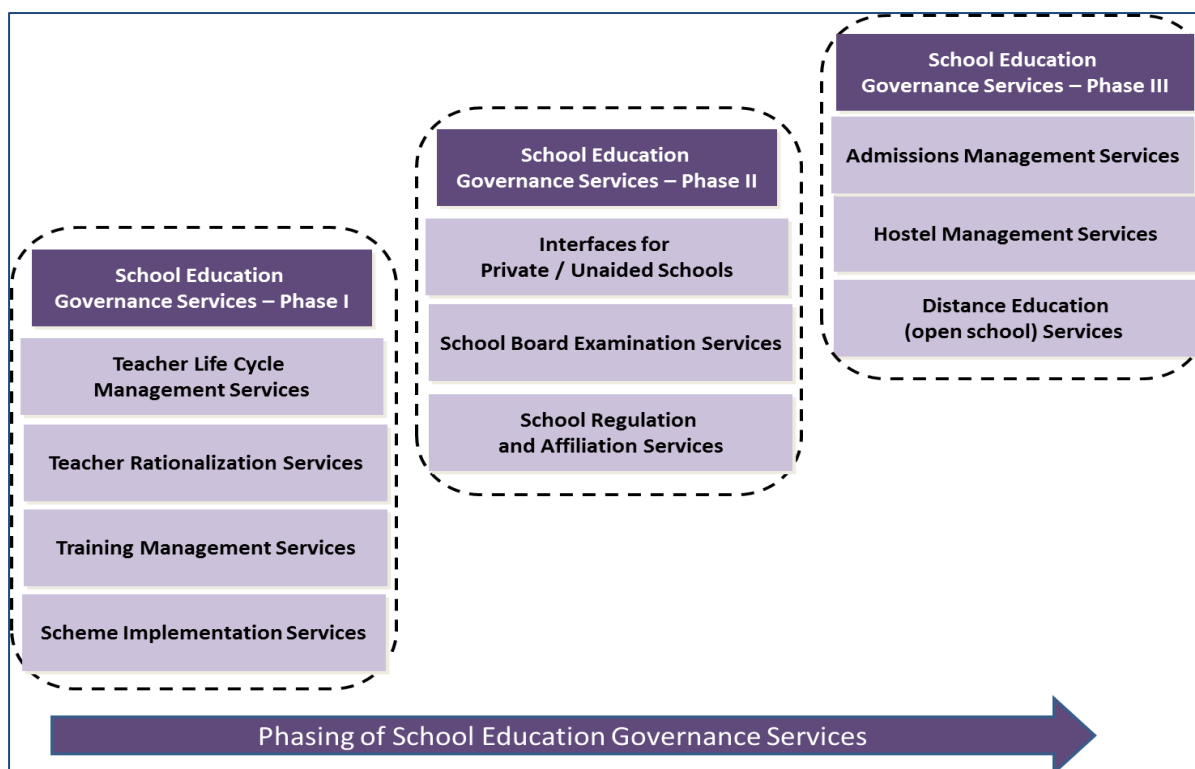 School Education
Governance Services – Phase I
Teacher Life Cycle
Management Services
Teacher Rationalization Services
Training Management Services
Scheme Implementation Services
School Education
Governance Services – Phase II
Interfaces for
Private / Unaided Schools
School Board Examination Services
School Regulation
and Affiliation Services
School Education
Governance Services – Phase III
Admissions Management Services
Hostel Management Services
Distance Education
(open school) Services
Phasing of School Education Governance Services